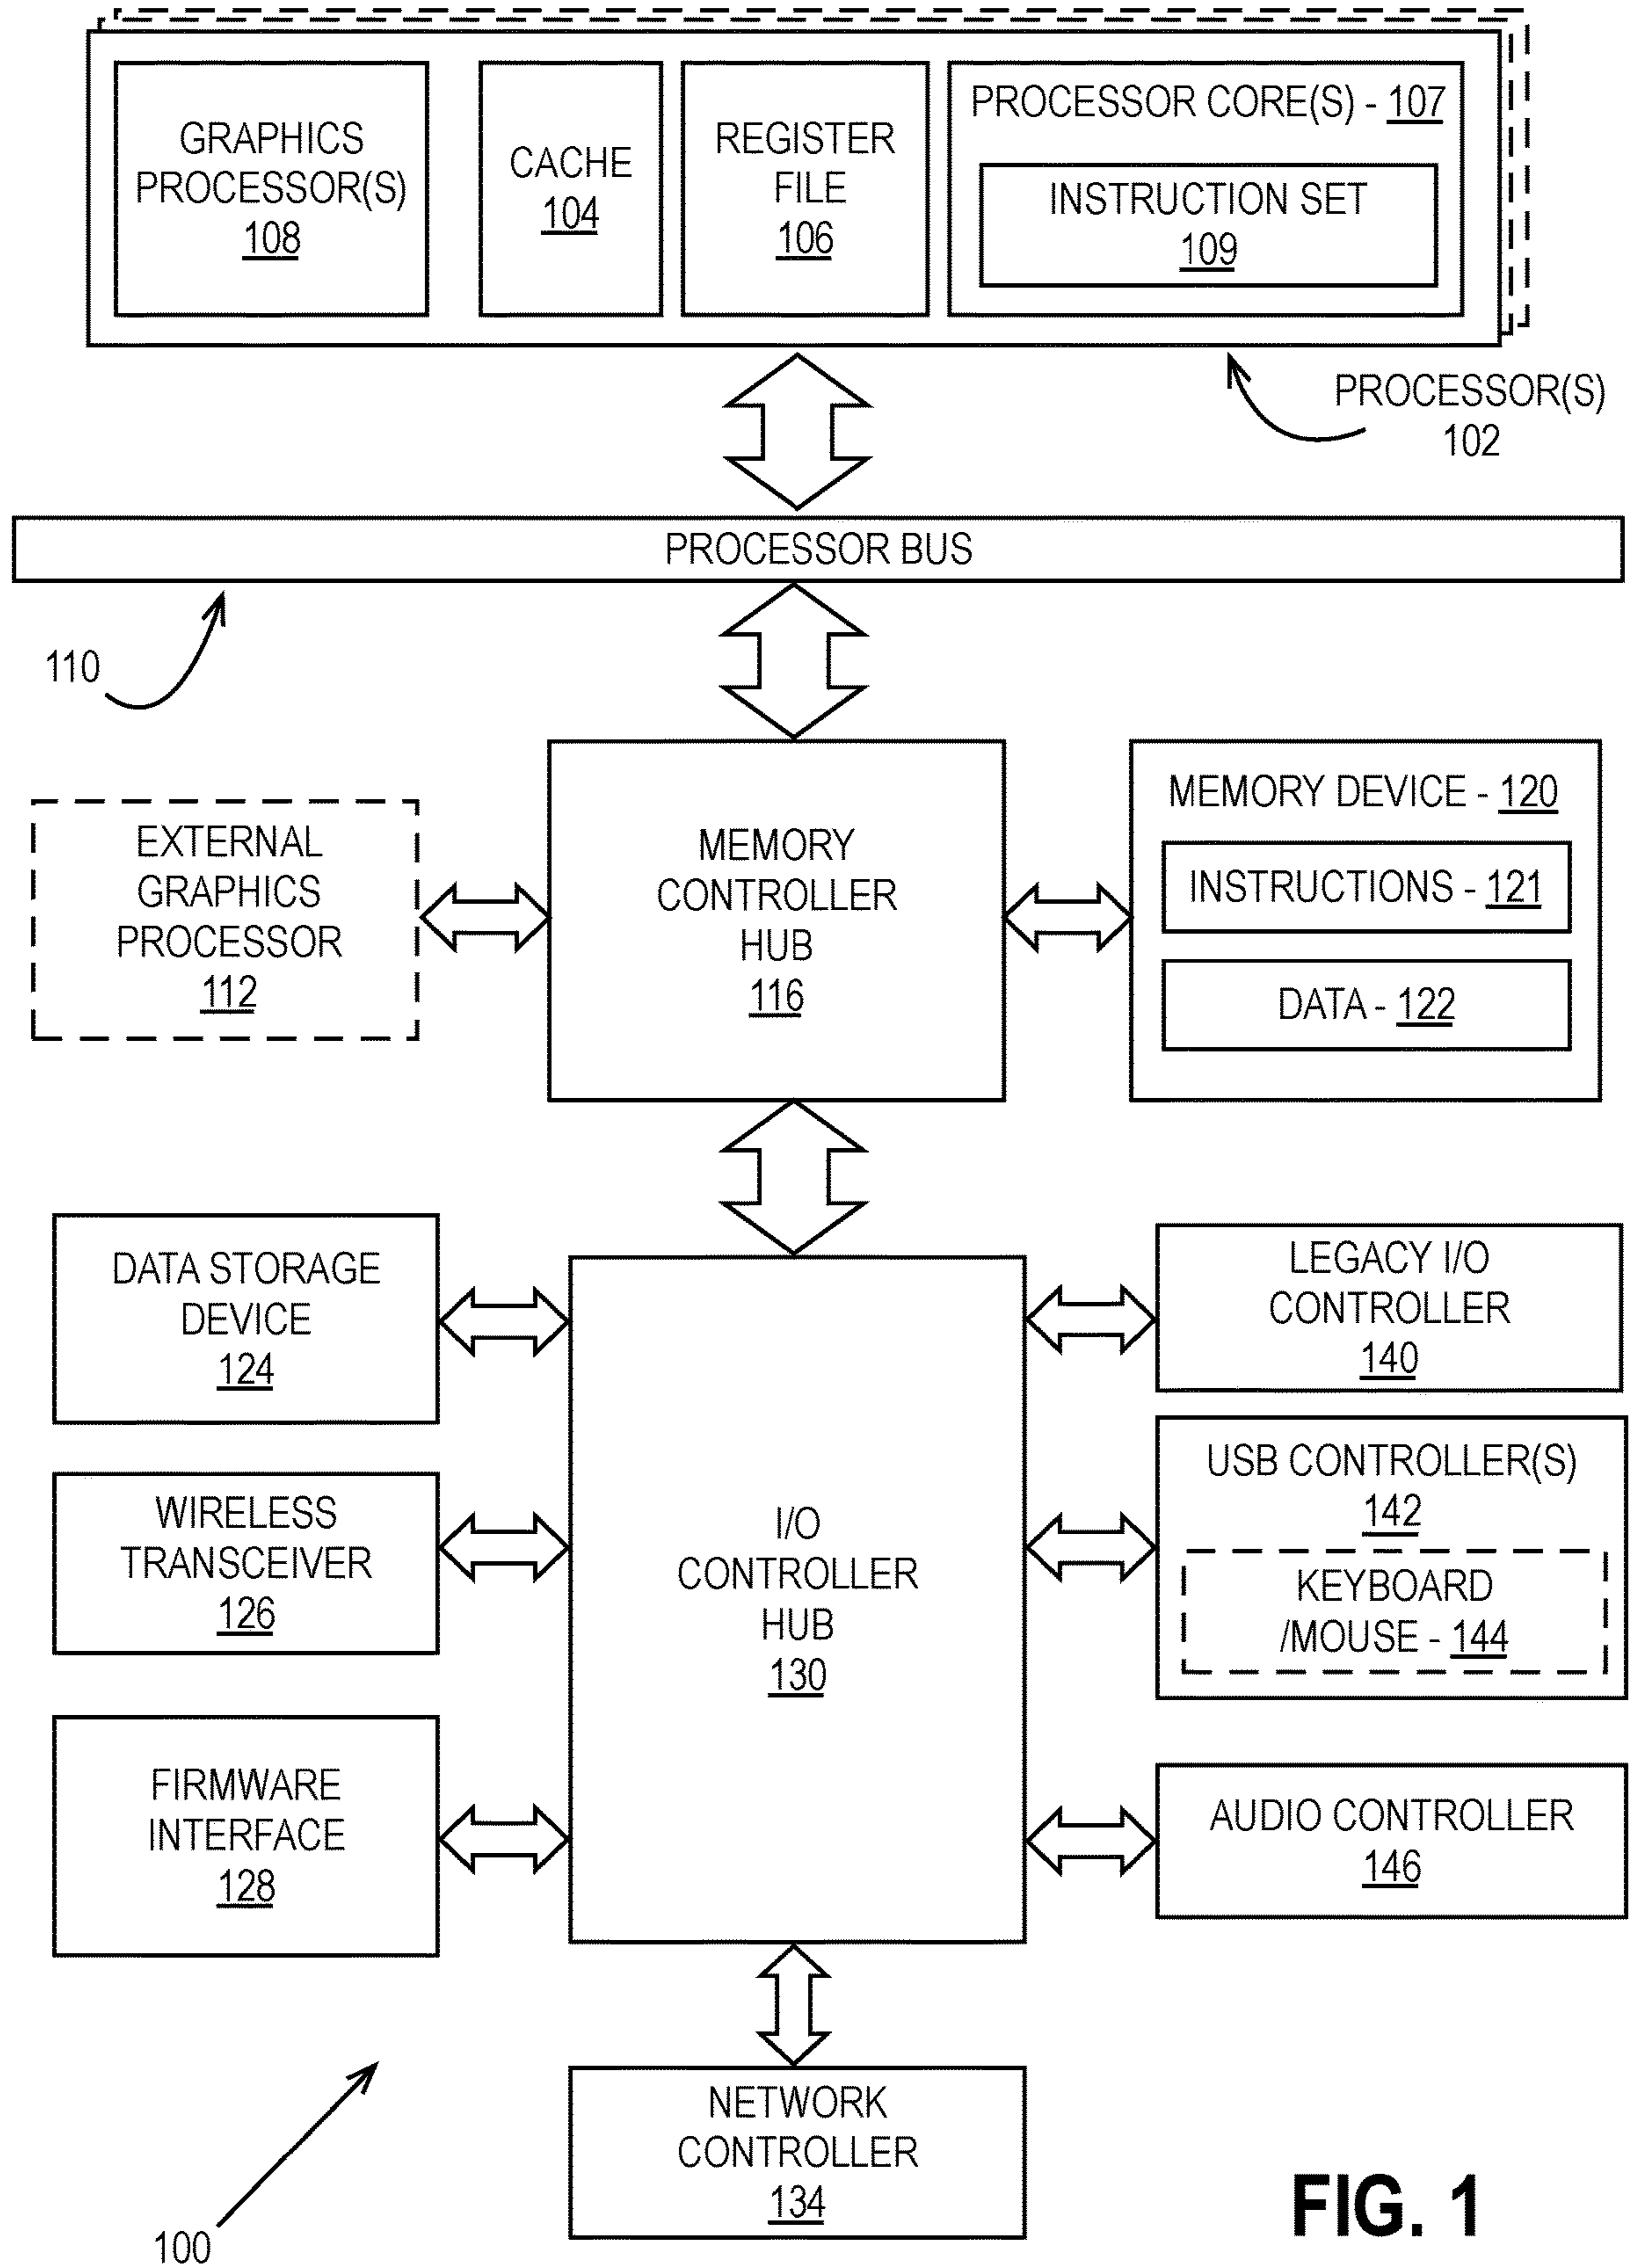 GRAPHICS
PROCESSOR(S)
108
CACHE
104
REGISTER
FILE
106
PROCESSOR CORE(S) - 107
INSTRUCTION SET
109
PROCESSOR(S)
102
PROCESSOR BUS
110
EXTERNAL
GRAPHICS
PROCESSOR
112
MEMORY
CONTROLLER
HUB
116
MEMORY DEVICE - 120
INSTRUCTIONS - 121
DATA - 122
DATA STORAGE
DEVICE
124
WIRELESS
TRANSCEIVER
126
FIRMWARE
INTERFACE
128
I/O
CONTROLLER
HUB
130
LEGACY I/O
CONTROLLER
140
USB CONTROLLER(S)
142
KEYBOARD
/MOUSE - 144
AUDIO CONTROLLER
146
NETWORK
CONTROLLER
134
100
FIG. 1